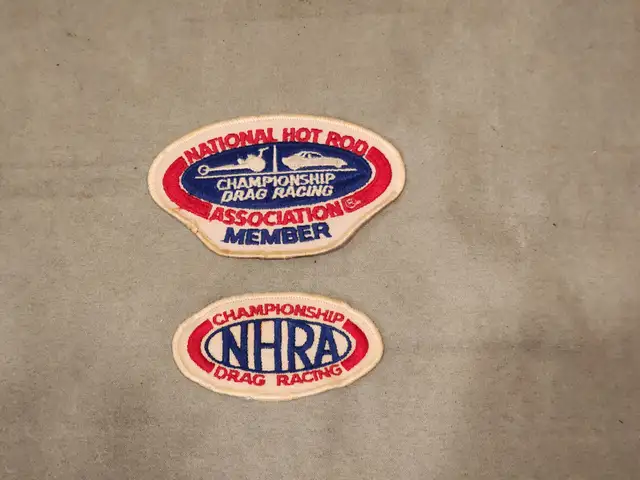 NATIONAL HOT ROD
CHAMPIONSHIP
DRAG RACING
ASSOCIATION
MEMBER
CHAMPIONSHIP
NHRA
DRAG RACING